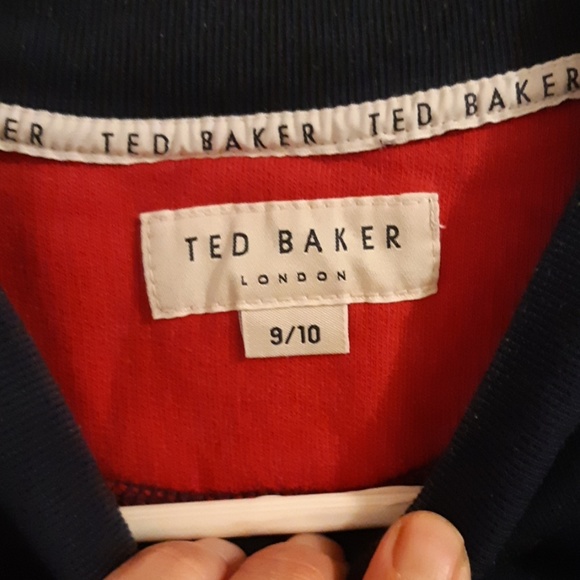 ER TED BAKER TED BAKER
TED BAKER
LONDON
9/10